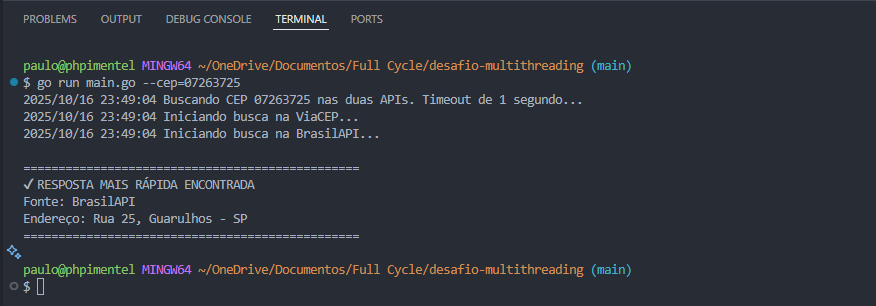 PROBLEMS OUTPUT DEBUG CONSOLE TERMINAL PORTS
paulo@phpimentel MINGW64 ~/OneDrive/Documentos/Full Cycle/desafio-multithreading (main)
$ go run main.go --cep=07263725
2025/10/16 23:49:04 Buscando CEP 07263725 nas duas APIs. Timeout de 1 segundo...
2025/10/16 23:49:04 Iniciando busca na ViaCEP...
2025/10/16 23:49:04 Iniciando busca na BrasilAPI...
================================================
✓ RESPOSTA MAIS RÁPIDA ENCONTRADA
Fonte: BrasilAPI
Endereço: Rua 25, Guarulhos - SP
================================================
paulo@phpimentel MINGW64 ~/OneDrive/Documentos/Full Cycle/desafio-multithreading (main)
$